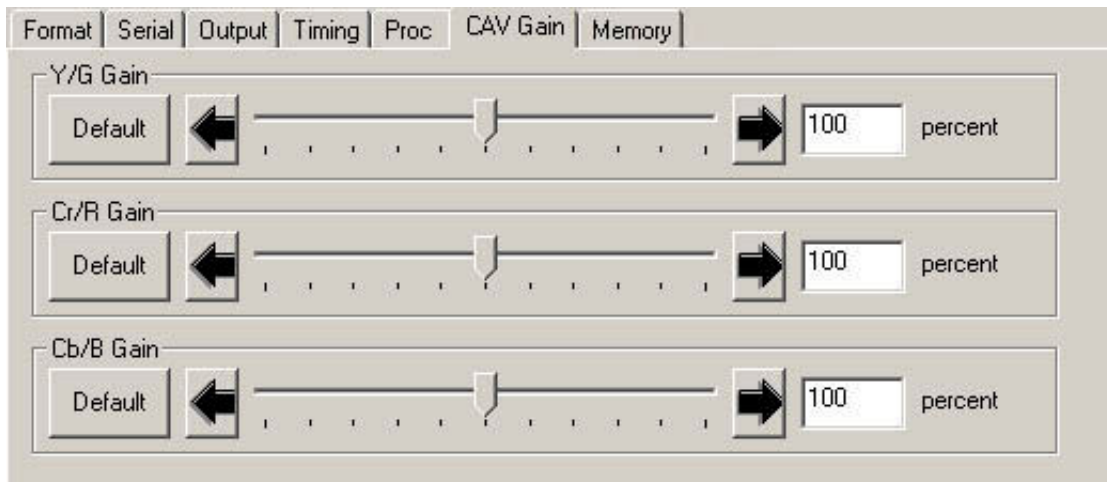 Format Serial Output Timing Proc CAV Gain Memory
Y/G Gain
Default 100 percent
Cr/R Gain
Default 100 percent
Cb/B Gain
Default 100 percent